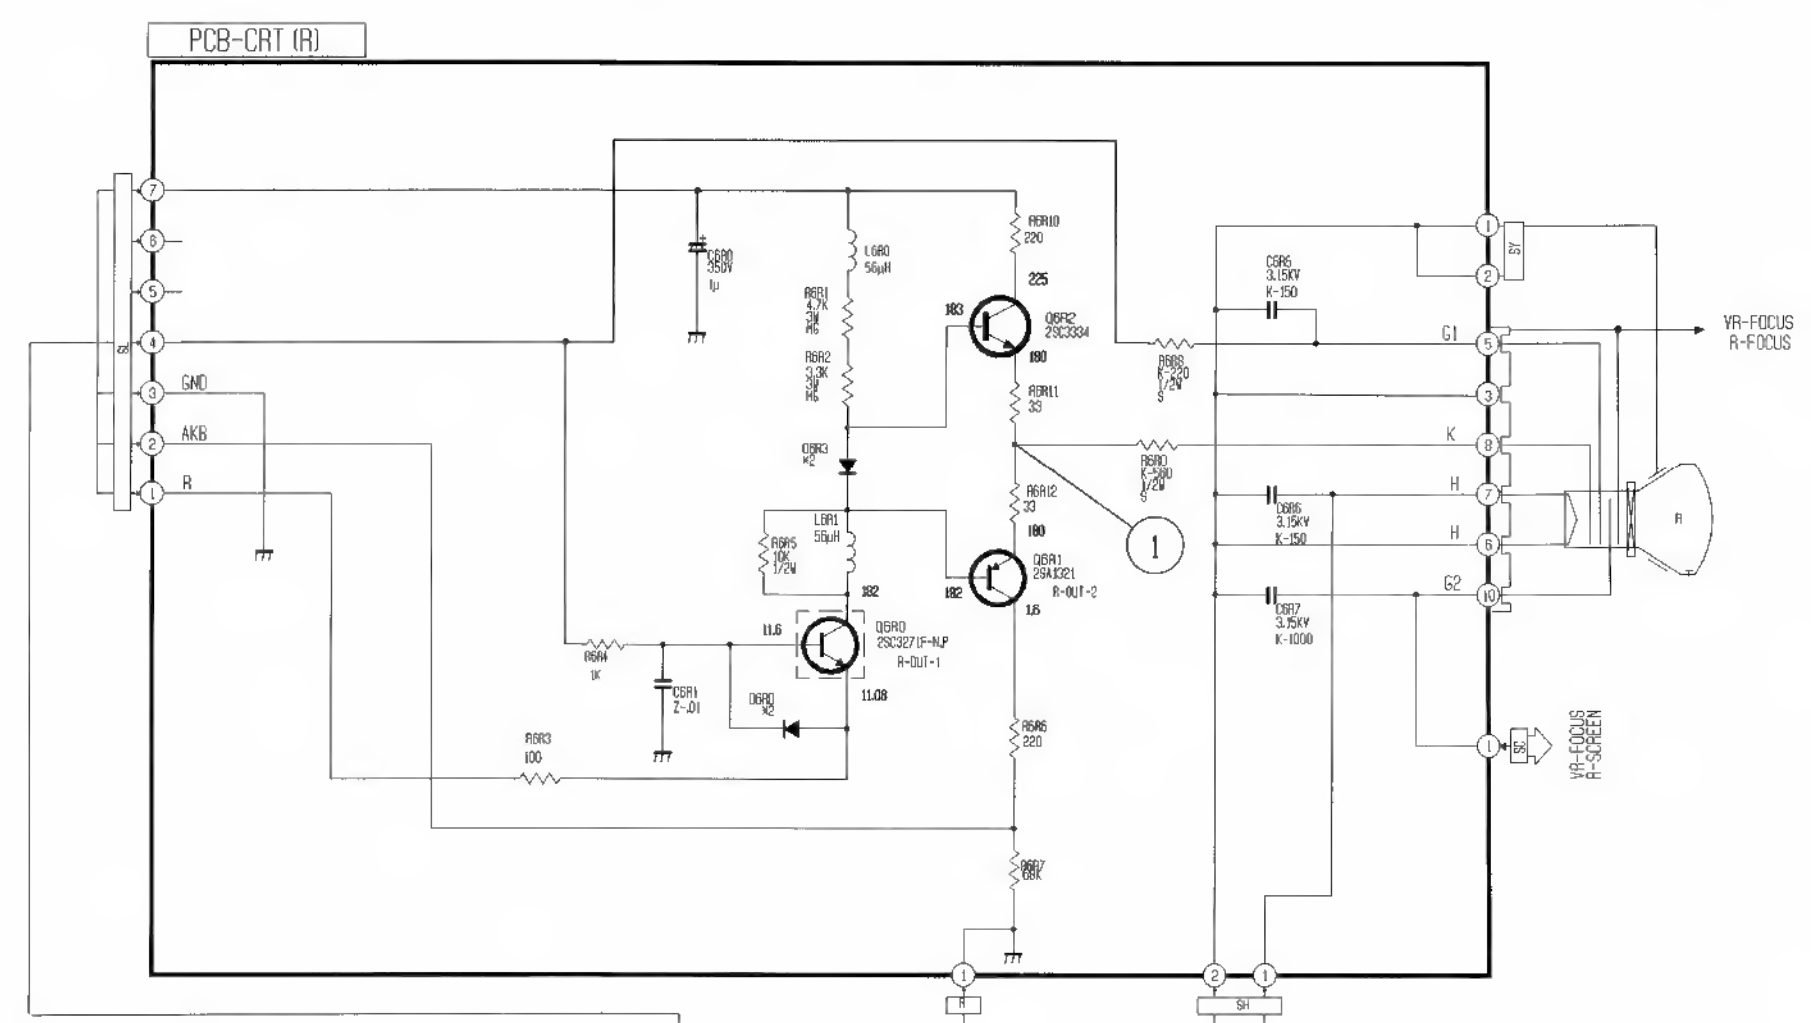 PCB-CRT (R)
7
6
5
4
3
2
1
GND
AKB
R
C6R0
350V
1µ
L6R0
56µH
R6R1
4.7K
3W
MG
R6R2
3.3K
3W
MG
R6R10
220
225
183
Q6R2
2SC3334
180
R6R11
33
D6R3
*2
R6R12
33
L6R1
56µH
R6R5
10K
1/2W
180
Q6R1
2SA1321
R-OUT-2
182
182
1.6
11.6
Q6R0
2SC3271F-N,P
R-OUT-1
11.08
R6R4
1K
C6R1
Z-.01
D6R0
*2
R6R3
100
R6R6
220
R6R7
68K
1
R6R8
K-220
1/2W
S
R6R0
K-560
1/2W
S
C6R5
3.15KV
K-150
C6R6
3.15KV
K-150
C6R7
3.15KV
K-1000
G1
K
H
H
G2
1
2
5
3
8
7
6
10
1
SY
VR-FOCUS
R-FOCUS
R
VR-FOCUS
R-SCREEN
1
R
2
1
SH